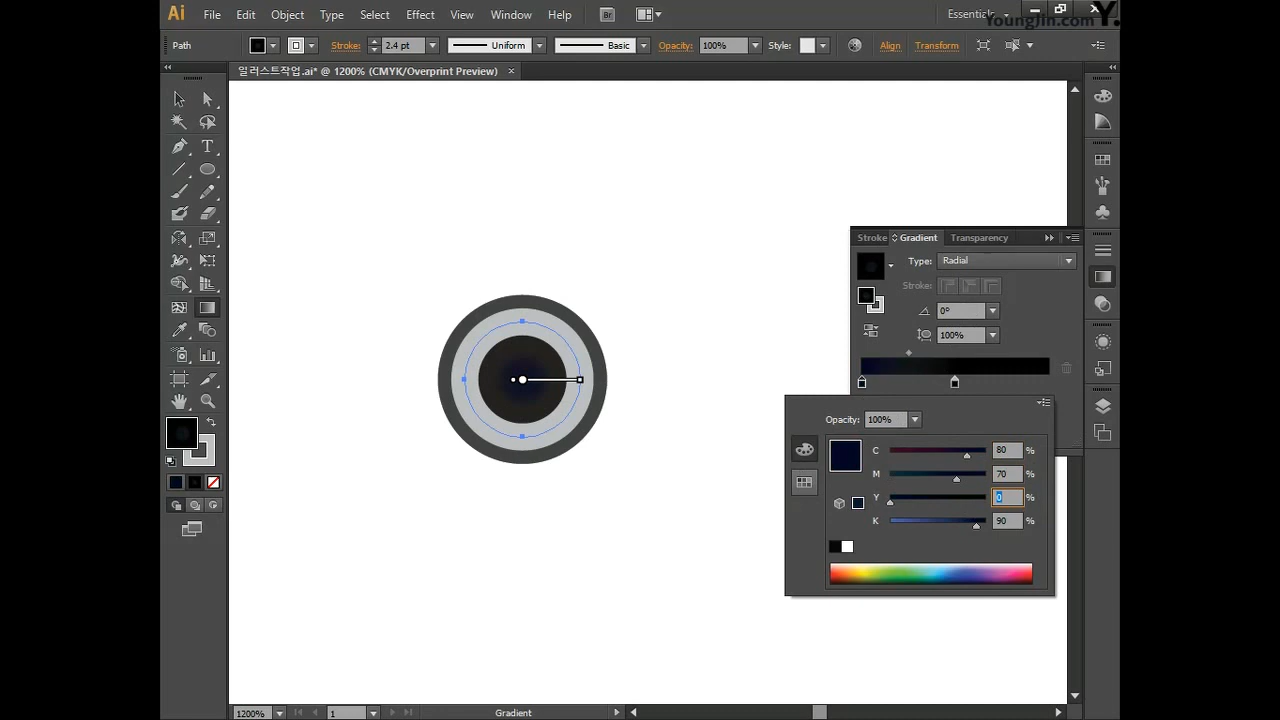 Ai File Edit Object Type Select Effect View Window Help Br Essentials
YoungJin.com Y.
Path Stroke: 2.4 pt Uniform Basic Opacity: 100% Style: Align Transform
일러스트작업.ai* @ 1200% (CMYK/Overprint Preview) ×
Stroke Gradient Transparency
Type: Radial
Stroke:
0°
100%
Opacity: 100%
C 80 %
M 70 %
Y 0 %
K 90 %
T
1200% 1 Gradient